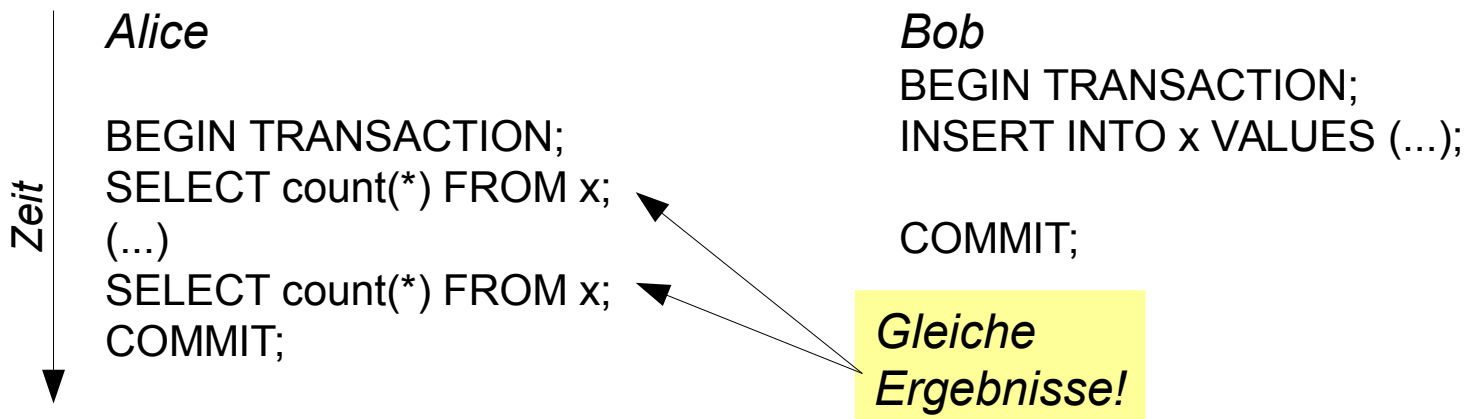 Zeit
Alice
BEGIN TRANSACTION;
SELECT count(*) FROM x;
(...)
SELECT count(*) FROM x;
COMMIT;
Bob
BEGIN TRANSACTION;
INSERT INTO x VALUES (...);
COMMIT;
Gleiche
Ergebnisse!